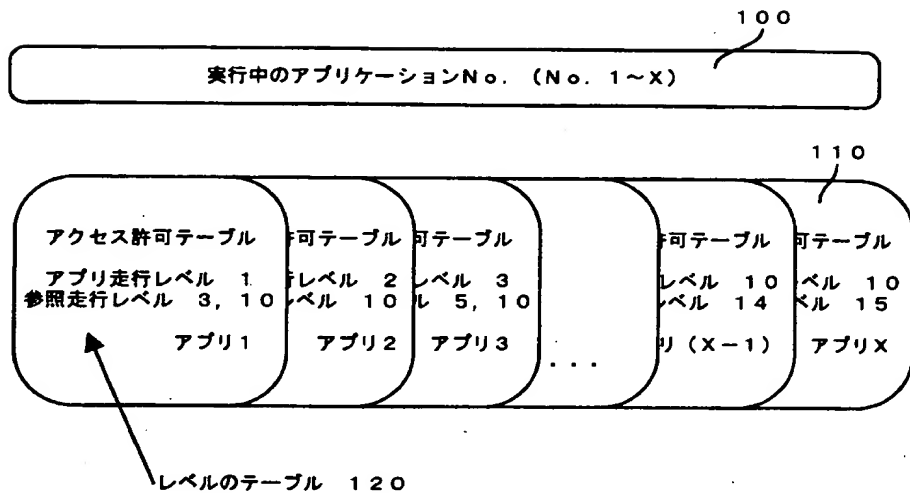 100
実行中のアプリケーションNo. (No. 1~X)
110
アクセス許可テーブル 可テーブル 可テーブル 可テーブル 可テーブル
アプリ走行レベル 1 レベル 2 レベル 3 レベル 10 ベル 10
参照走行レベル 3, 10 ベル 10 ル 5, 10 ベル 14 ル 15
アプリ1 アプリ2 アプリ3 ... リ (X-1) アプリX
レベルのテーブル 120